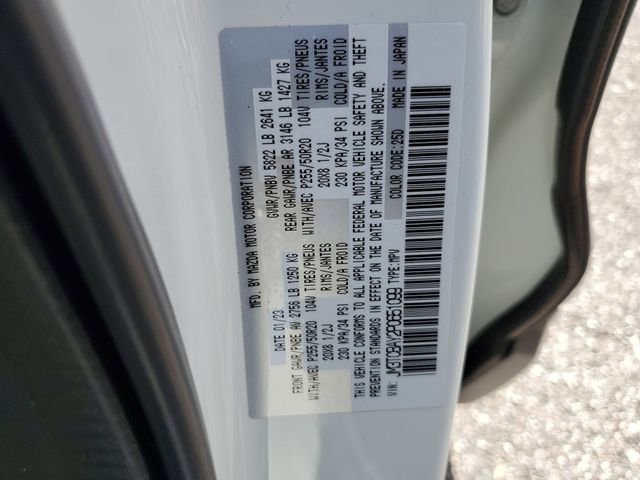 MFD. BY MAZDA MOTOR CORPORATION
DATE 01/23 GVWR/PNBV 5822 LB 2641 KG
FRONT GAWR/PNBE AV 2756 LB 1250 KG REAR GAWR/PNBE AR 3146 LB 1427 KG
WITH/AVEC P255/50R20 104V TIRES/PNEUS WITH/AVEC P255/50R20 104V TIRES/PNEUS
20X8 1/2J RIMS/JANTES 20X8 1/2J RIMS/JANTES
230 KPA/34 PSI COLD/A FROID 230 KPA/34 PSI COLD/A FROID
THIS VEHICLE CONFORMS TO ALL APPLICABLE FEDERAL MOTOR VEHICLE SAFETY AND THEFT
PREVENTION STANDARDS IN EFFECT ON THE DATE OF MANUFACTURE SHOWN ABOVE.
VIN: JM3TCBAY2P0651099 TYPE:MPV COLOR CODE:25D MADE IN JAPAN